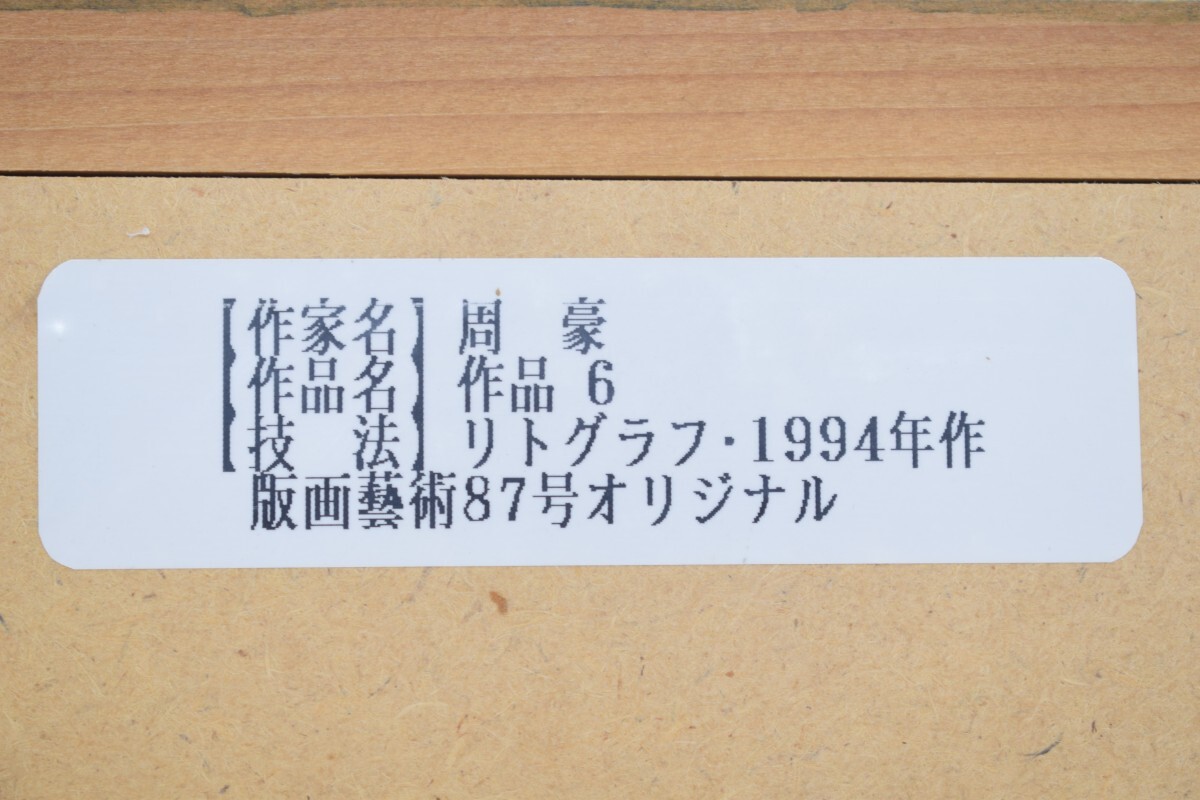 【作家名】 周　豪
【作品名】 作品 6
【技　法】 リトグラフ・1994年作
版画藝術87号オリジナル